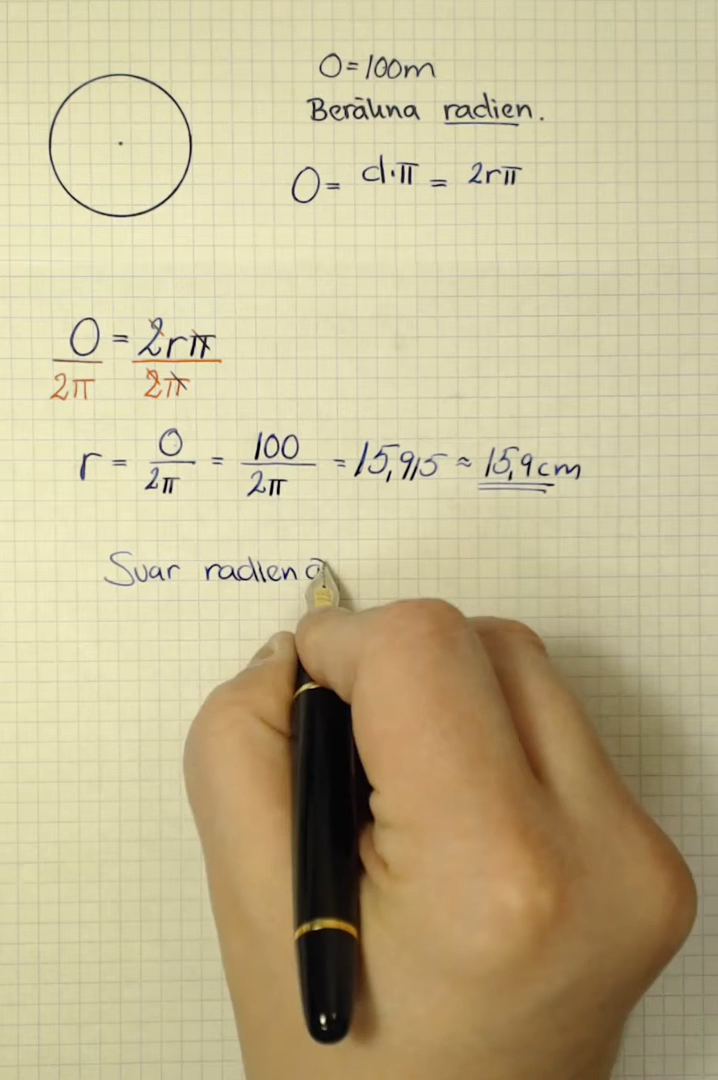 O=100m
Beräkna radien.
O= d·π = 2rπ
O/2π = 2rπ/2π
r = O/2π = 100/2π = 15,915 ≈ 15,9cm
Svar radien